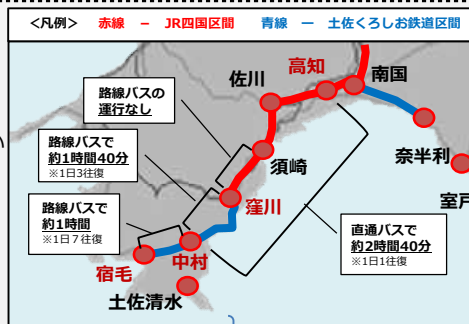 <凡例> 赤線 － JR四国区間 青線 ― 土佐くろしお鉄道区間
高知
佐川
南国
路線バスの
運行なし
奈半利
須崎
路線バスで
約1時間40分
※1日3往復
室戸
窪川
路線バスで
約1時間
※1日7往復
直通バスで
約2時間40分
※1日1往復
中村
宿毛
土佐清水